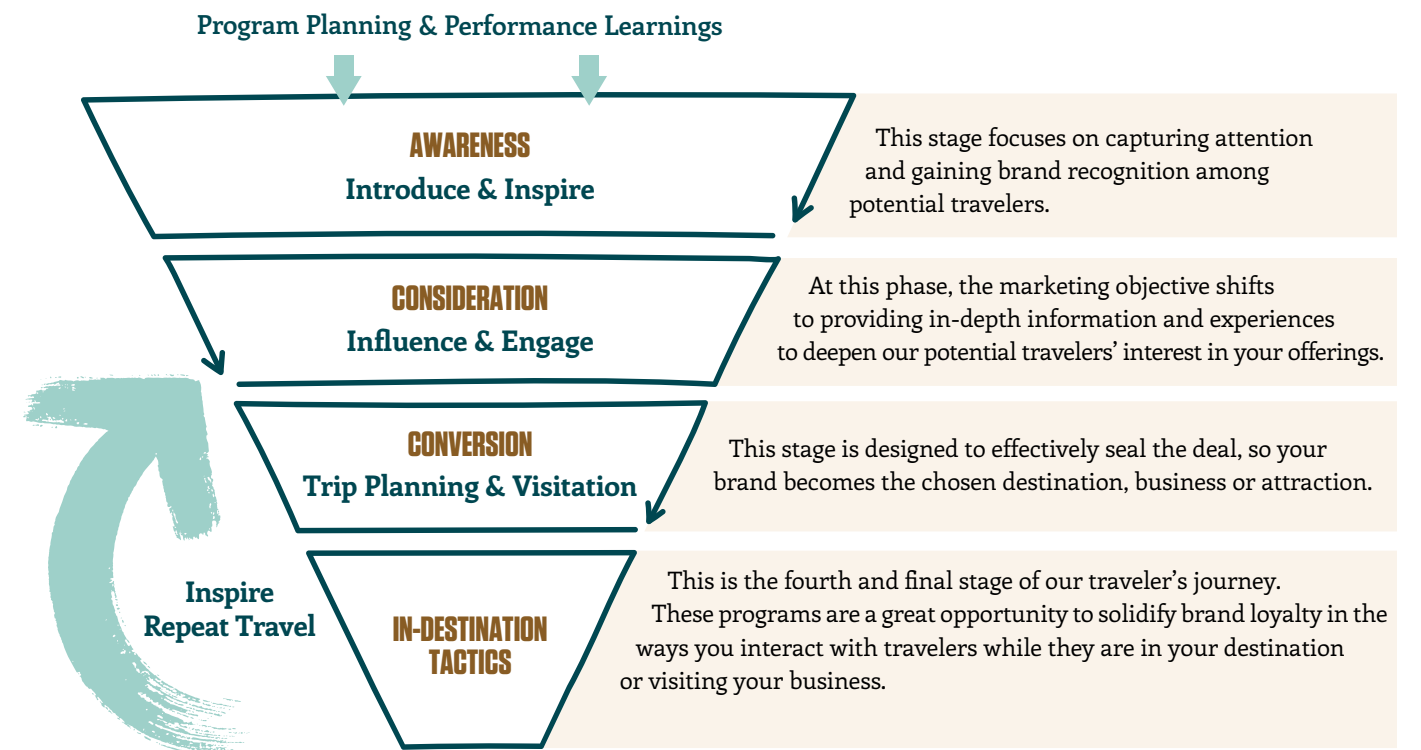 Program Planning & Performance Learnings
AWARENESS
Introduce & Inspire
This stage focuses on capturing attention
and gaining brand recognition among
potential travelers.
CONSIDERATION
Influence & Engage
At this phase, the marketing objective shifts
to providing in-depth information and experiences
to deepen our potential travelers’ interest in your offerings.
CONVERSION
Trip Planning & Visitation
This stage is designed to effectively seal the deal, so your
brand becomes the chosen destination, business or attraction.
Inspire
Repeat Travel
IN-DESTINATION
TACTICS
This is the fourth and final stage of our traveler’s journey.
These programs are a great opportunity to solidify brand loyalty in the
ways you interact with travelers while they are in your destination
or visiting your business.